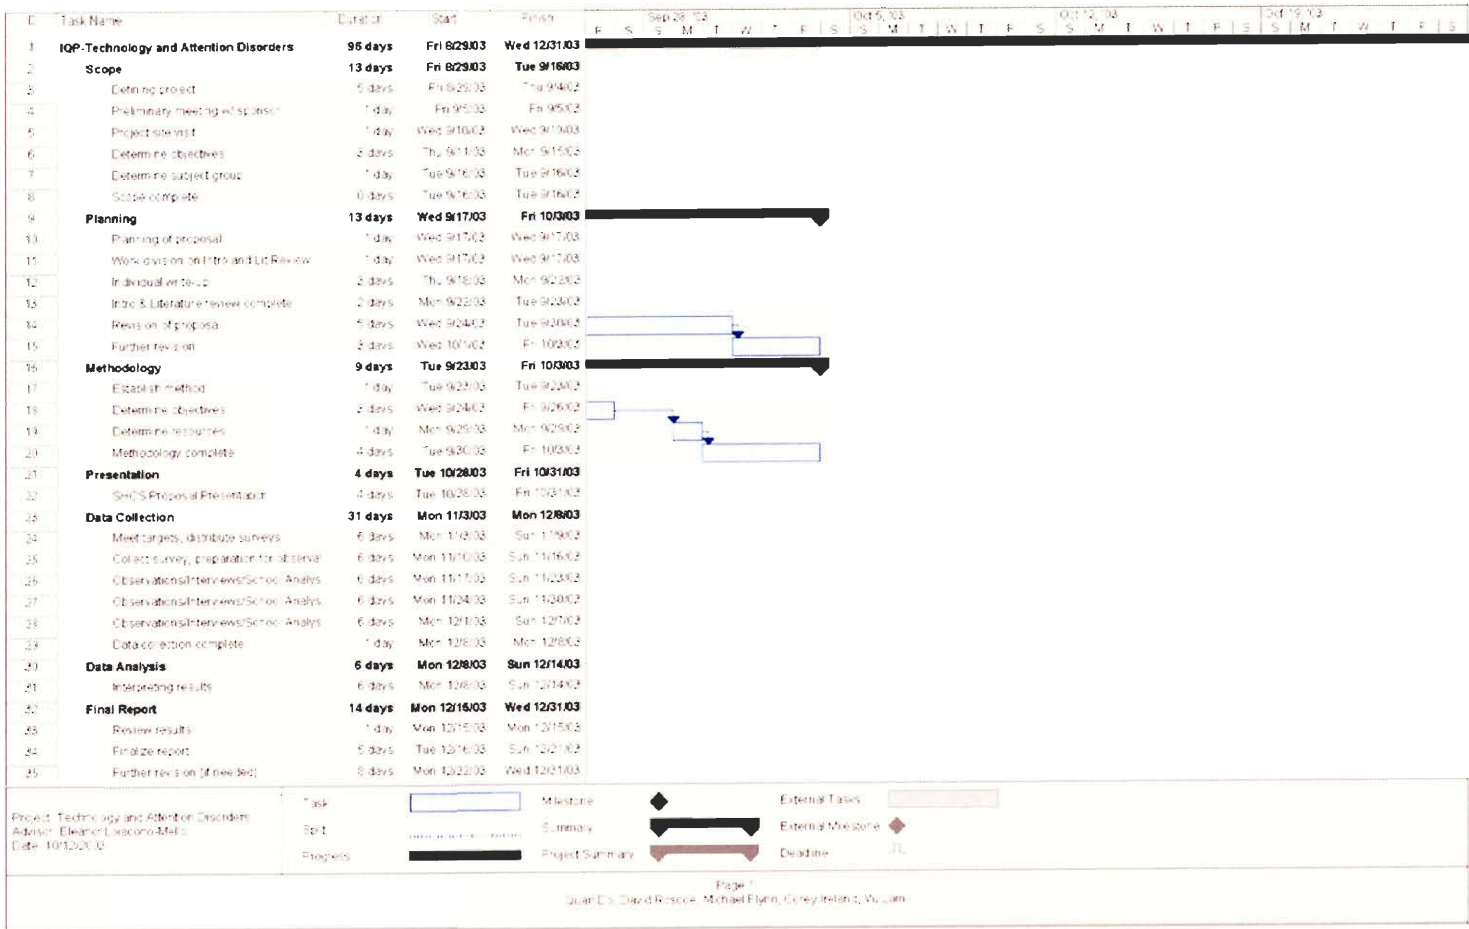 Task Name Duration Start Finish Sep 28, '03 Oct 5, '03 Oct 12, '03 Oct 19, '03
F S S M T W T F S S M T W T F S S M T W T F S S M T W T F S
1 IQP-Technology and Attention Disorders 96 days Fri 8/29/03 Wed 12/31/03
2 Scope 13 days Fri 8/29/03 Tue 9/16/03
3 Defining project 5 days Fri 8/29/03 Thu 9/4/03
4 Preliminary meeting w/ sponsor 1 day Fri 9/5/03 Fri 9/5/03
5 Project site visit 1 day Wed 9/10/03 Wed 9/10/03
6 Determine objectives 3 days Thu 9/11/03 Mon 9/15/03
7 Determine subject group 1 day Tue 9/16/03 Tue 9/16/03
8 Scope complete 0 days Tue 9/16/03 Tue 9/16/03
9 Planning 13 days Wed 9/17/03 Fri 10/3/03
10 Planning of proposal 1 day Wed 9/17/03 Wed 9/17/03
11 Work division on Intro and Lit Review 1 day Wed 9/17/03 Wed 9/17/03
12 Individual write-up 3 days Thu 9/18/03 Mon 9/22/03
13 Intro & Literature review complete 2 days Mon 9/22/03 Tue 9/23/03
14 Revision of proposal 5 days Wed 9/24/03 Tue 9/30/03
15 Further revision 3 days Wed 10/1/03 Fri 10/3/03
16 Methodology 9 days Tue 9/23/03 Fri 10/3/03
17 Establish method 1 day Tue 9/23/03 Tue 9/23/03
18 Determine objectives 3 days Wed 9/24/03 Fri 9/26/03
19 Determine resources 1 day Mon 9/29/03 Mon 9/29/03
20 Methodology complete 4 days Tue 9/30/03 Fri 10/3/03
21 Presentation 4 days Tue 10/28/03 Fri 10/31/03
22 SHCS Proposal Presentation 4 days Tue 10/28/03 Fri 10/31/03
23 Data Collection 31 days Mon 11/3/03 Mon 12/8/03
24 Meet targets, distribute surveys 6 days Mon 11/3/03 Sun 11/9/03
25 Collect survey, preparation for observat 6 days Mon 11/10/03 Sun 11/16/03
26 Observations/Interviews/School Analys 6 days Mon 11/17/03 Sun 11/23/03
27 Observations/Interviews/School Analys 6 days Mon 11/24/03 Sun 11/30/03
28 Observations/Interviews/School Analys 6 days Mon 12/1/03 Sun 12/7/03
29 Data collection complete 1 day Mon 12/8/03 Mon 12/8/03
30 Data Analysis 6 days Mon 12/8/03 Sun 12/14/03
31 Interpreting results 6 days Mon 12/8/03 Sun 12/14/03
32 Final Report 14 days Mon 12/15/03 Wed 12/31/03
33 Review results 1 day Mon 12/15/03 Mon 12/15/03
34 Finalize report 5 days Tue 12/16/03 Sun 12/21/03
35 Further revision (if needed) 8 days Mon 12/22/03 Wed 12/31/03
Project: Technology and Attention Disorders
Advisor: Eleanor Loiacono-Mello
Date: 10/12/2003
Task Milestone External Tasks
Split Summary External Milestone
Progress Project Summary Deadline
Page 1
Quan Do, David Roscoe, Michael Flynn, Corey Ireland, Vu Lam